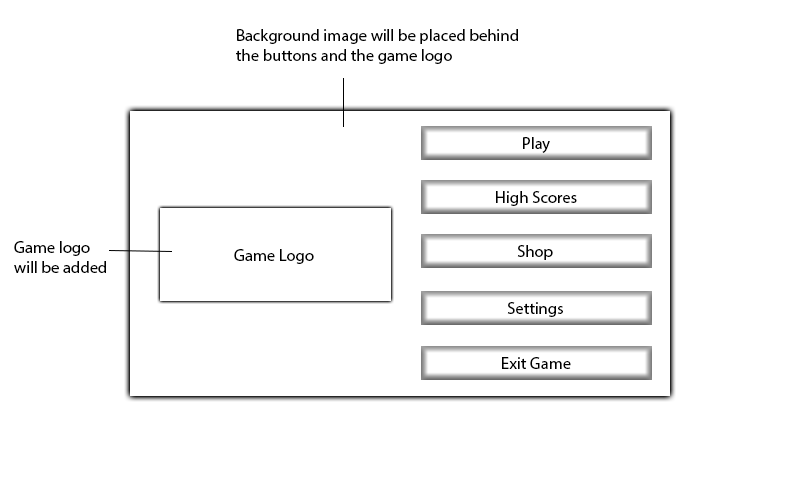 Background image will be placed behind
the buttons and the game logo
Play
High Scores
Game logo
will be added
Game Logo
Shop
Settings
Exit Game